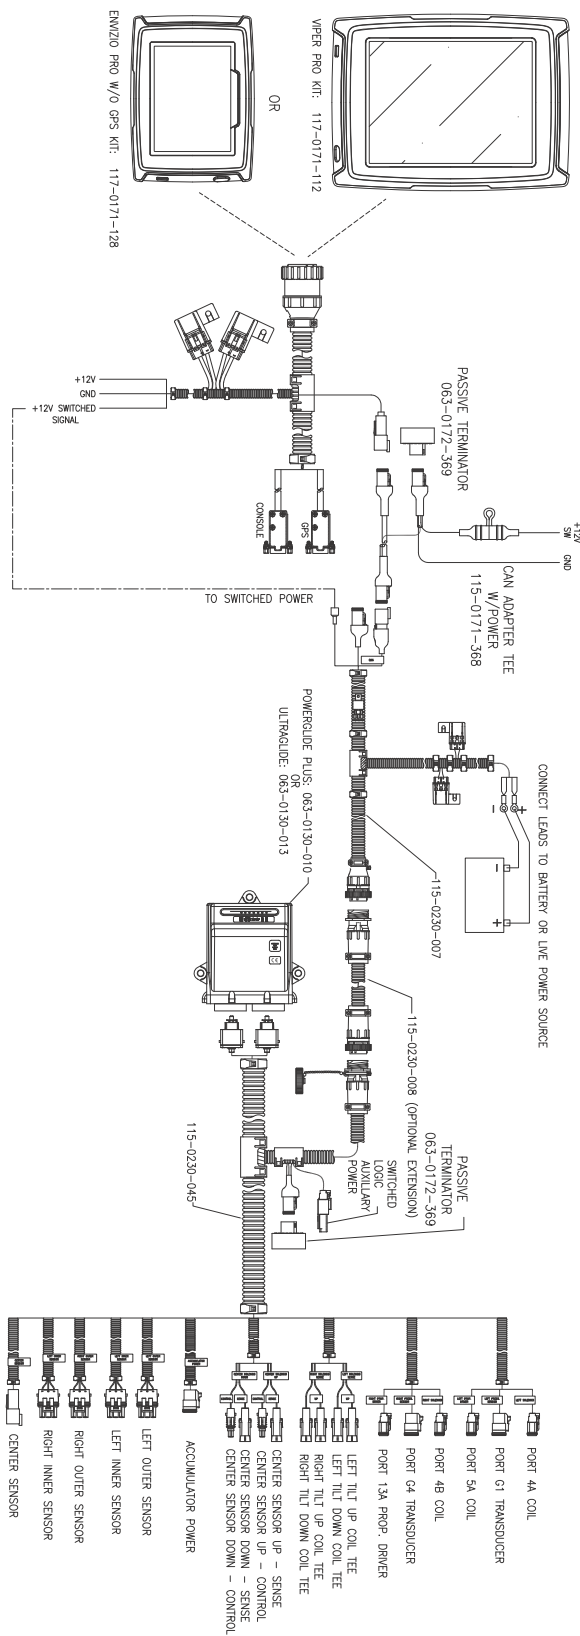 VIPER PRO KIT: 117-0171-112
OR
ENVIZIO PRO W/O GPS KIT: 117-0171-128
PASSIVE TERMINATOR
063-0172-369
+12V
SW
GND
CAN ADAPTER TEE
W/POWER
115-0171-368
+12V
GND
+12V SWITCHED
SIGNAL
CONSOLE
GPS
TO SWITCHED POWER
CONNECT LEADS TO BATTERY OR LIVE POWER SOURCE
-
+
-
+
115-0230-007
POWERGLIDE PLUS: 063-0130-010
OR
ULTRAGLIDE: 063-0130-013
115-0230-008 (OPTIONAL EXTENSION)
PASSIVE
TERMINATOR
063-0172-369
SWITCHED
LOGIC
AUXILLARY
POWER
115-0230-045
PORT 4A COIL
PORT G1 TRANSDUCER
PORT 5A COIL
PORT 4B COIL
PORT G4 TRANSDUCER
PORT 13A PROP. DRIVER
LEFT TILT UP COIL TEE
LEFT TILT DOWN COIL TEE
RIGHT TILT UP COIL TEE
RIGHT TILT DOWN COIL TEE
CENTER SENSOR UP - SENSE
CENTER SENSOR UP - CONTROL
CENTER SENSOR DOWN - SENSE
CENTER SENSOR DOWN - CONTROL
ACCUMULATOR POWER
LEFT OUTER SENSOR
LEFT INNER SENSOR
RIGHT OUTER SENSOR
RIGHT INNER SENSOR
CENTER SENSOR